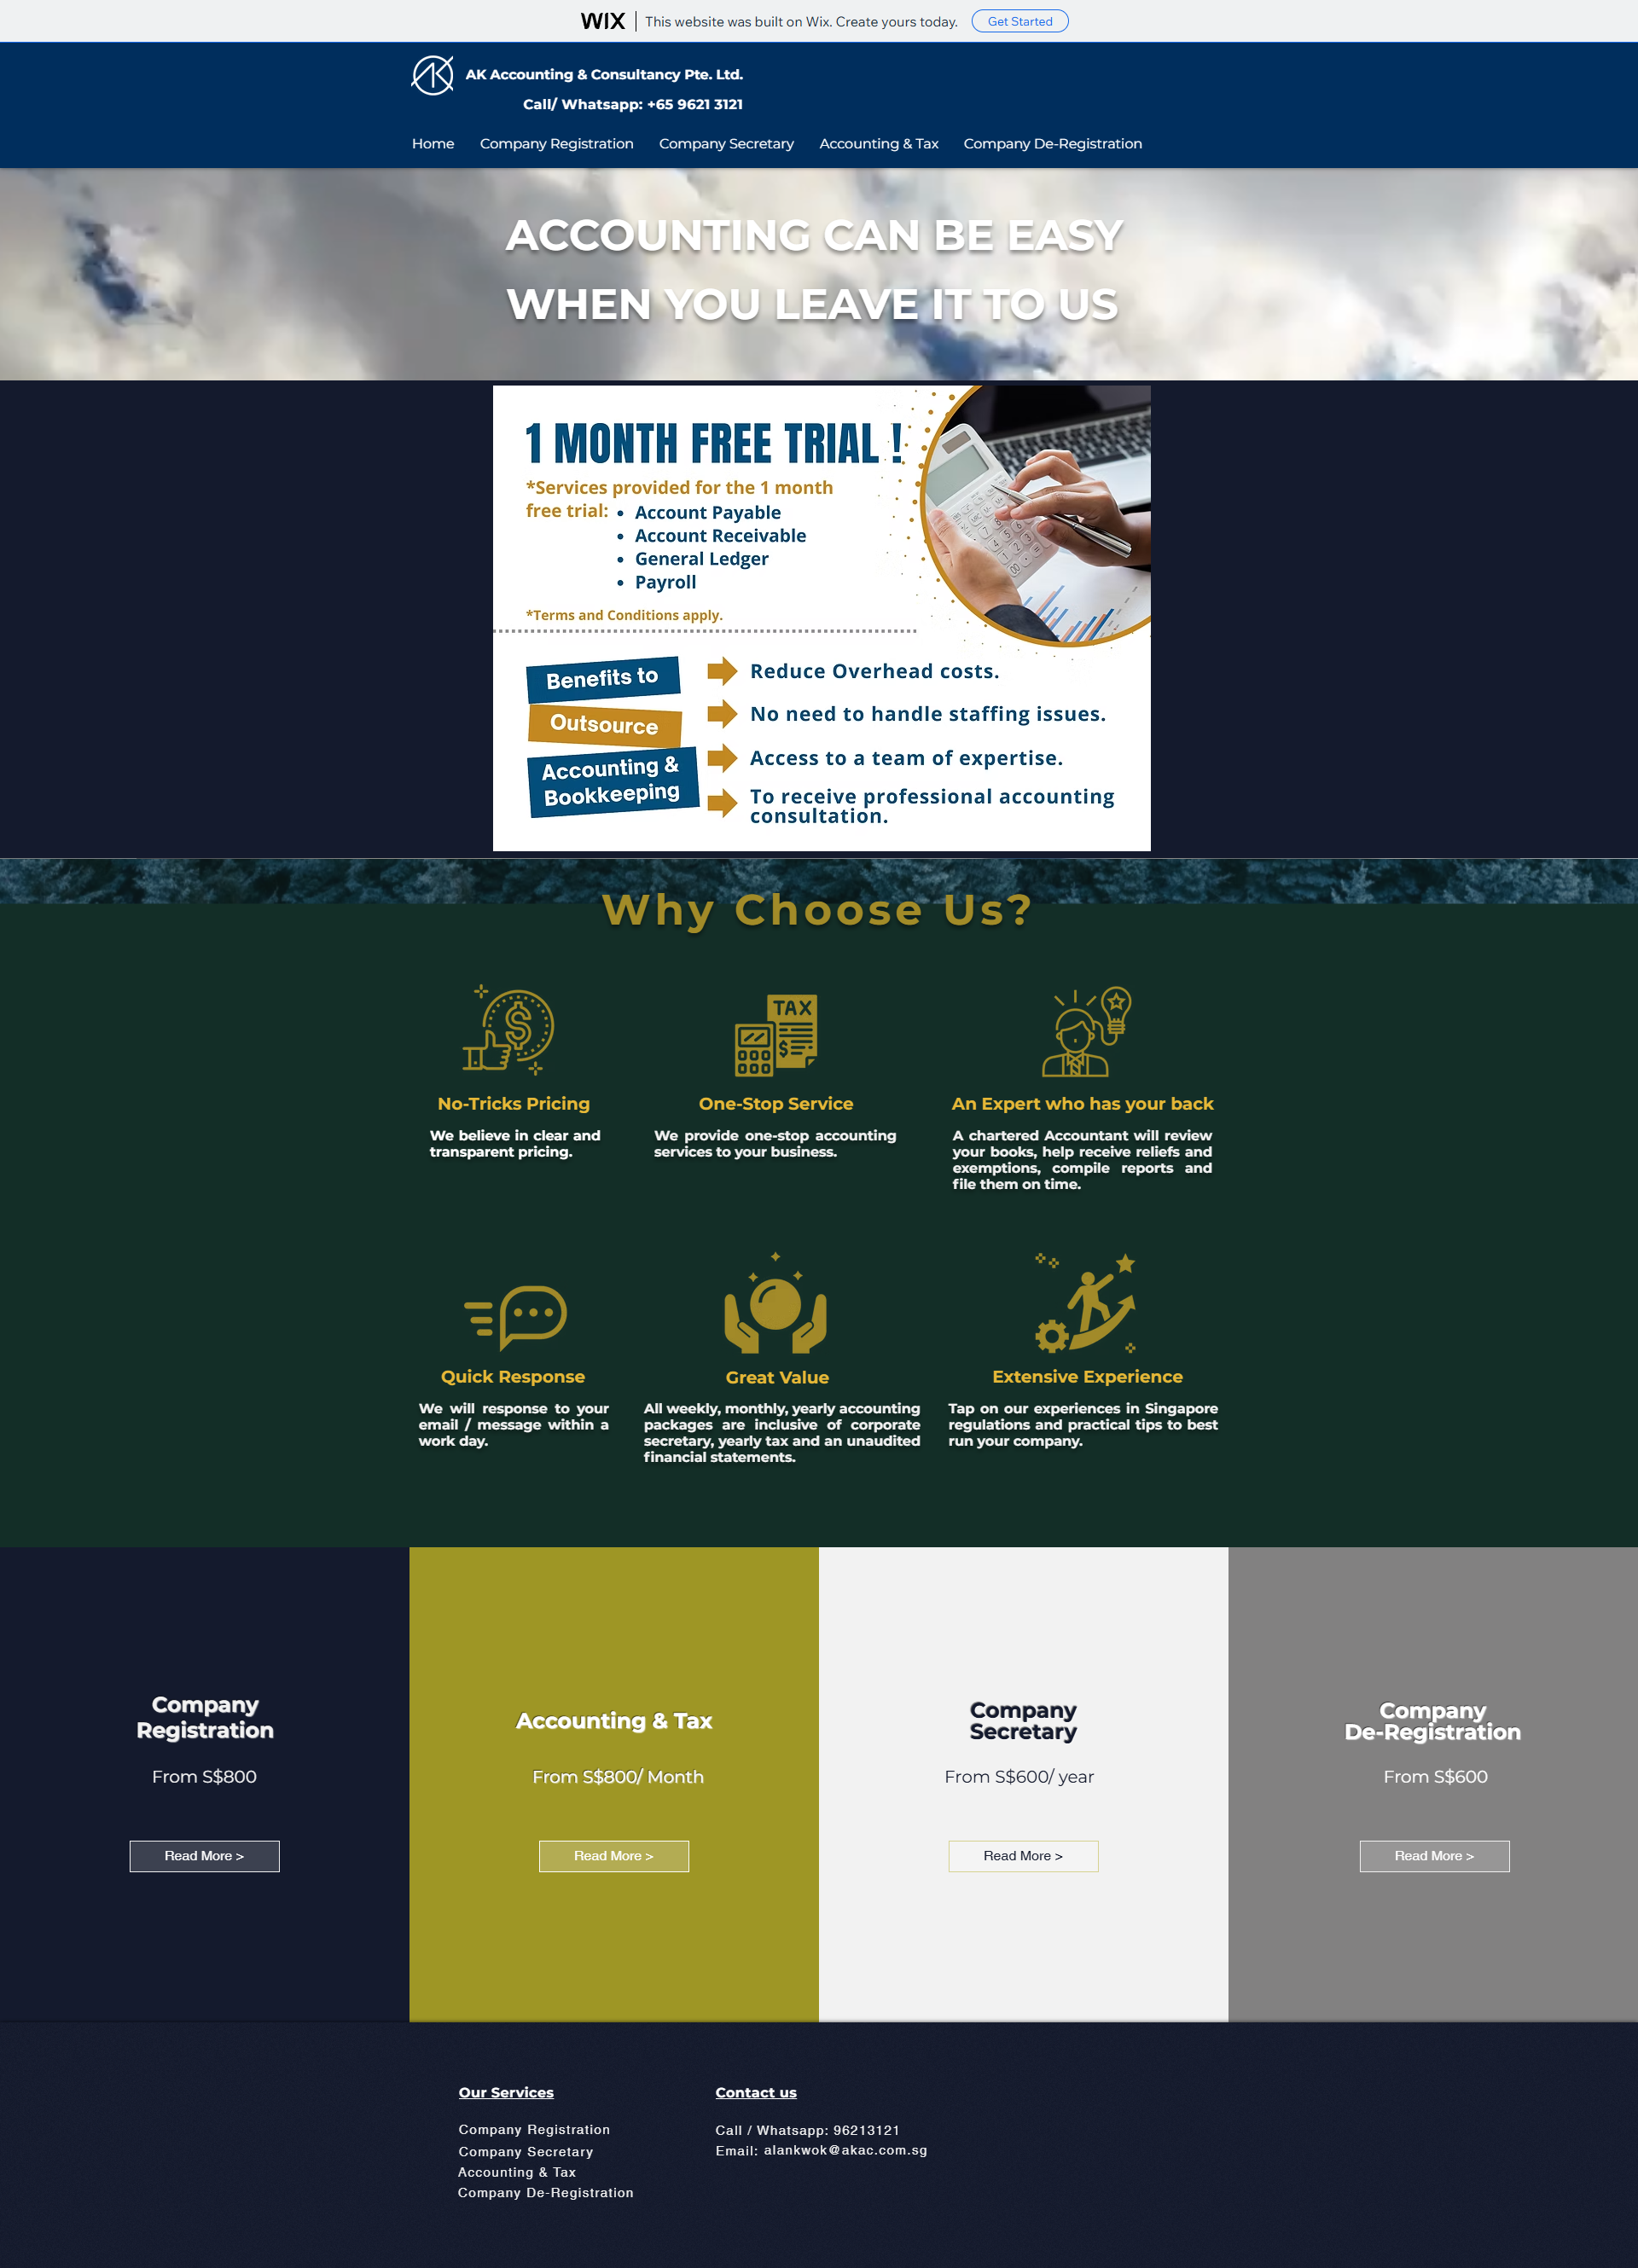 WIX
This website was built on Wix. Create yours today.
Get Started
AK
AK Accounting & Consultancy Pte. Ltd.
Call/ Whatsapp: +65 9621 3121
Home
Company Registration
Company Secretary
Accounting & Tax
Company De-Registration
ACCOUNTING CAN BE EASY
WHEN YOU LEAVE IT TO US
1 MONTH FREE TRIAL !
*Services provided for the 1 month
free trial:
• Account Payable
• Account Receivable
• General Ledger
• Payroll
*Terms and Conditions apply.
Benefits to
Outsource
Accounting &
Bookkeeping
Reduce Overhead costs.
No need to handle staffing issues.
Access to a team of expertise.
To receive professional accounting
consultation.
Why Choose Us?
$
TAX
$
No-Tricks Pricing
We believe in clear and
transparent pricing.
One-Stop Service
We provide one-stop accounting
services to your business.
An Expert who has your back
A chartered Accountant will review
your books, help receive reliefs and
exemptions, compile reports and
file them on time.
Quick Response
We will response to your
email / message within a
work day.
Great Value
All weekly, monthly, yearly accounting
packages are inclusive of corporate
secretary, yearly tax and an unaudited
financial statements.
Extensive Experience
Tap on our experiences in Singapore
regulations and practical tips to best
run your company.
Company
Registration
From S$800
Read More >
Accounting & Tax
From S$800/ Month
Read More >
Company
Secretary
From S$600/ year
Read More >
Company
De-Registration
From S$600
Read More >
Our Services
Company Registration
Company Secretary
Accounting & Tax
Company De-Registration
Contact us
Call / Whatsapp: 96213121
Email: alankwok@akac.com.sg